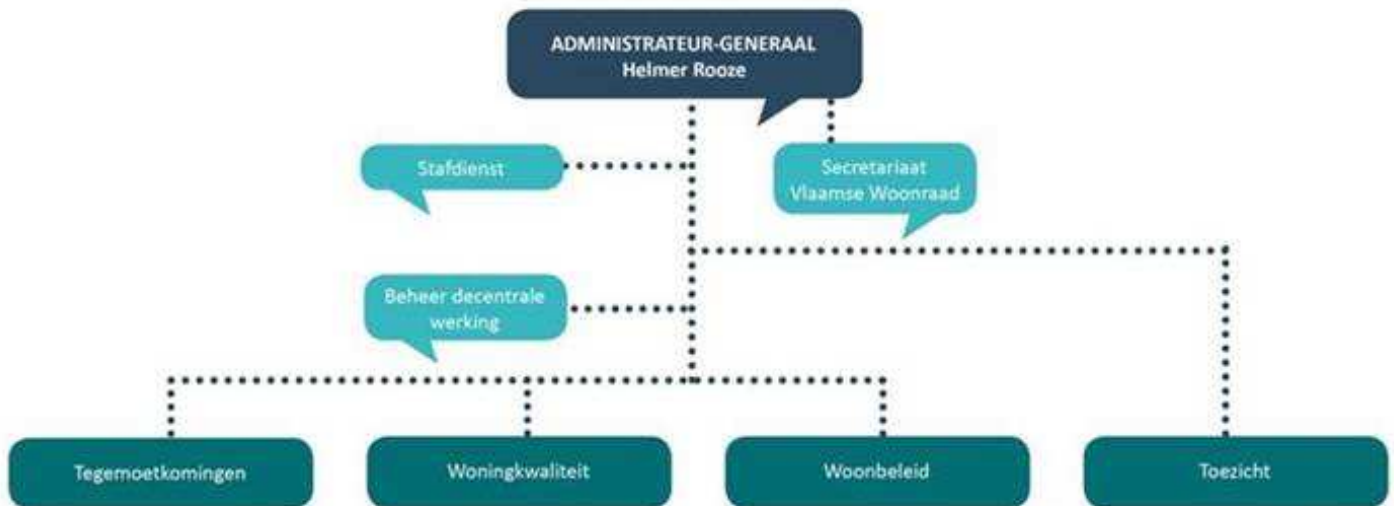 ADMINISTRATEUR-GENERAAL
Helmer Rooze
Stafdienst
Secretariaat
Vlaamse Woonraad
Beheer decentrale
werking
Tegemoetkomingen
Woningkwaliteit
Woonbeleid
Toezicht